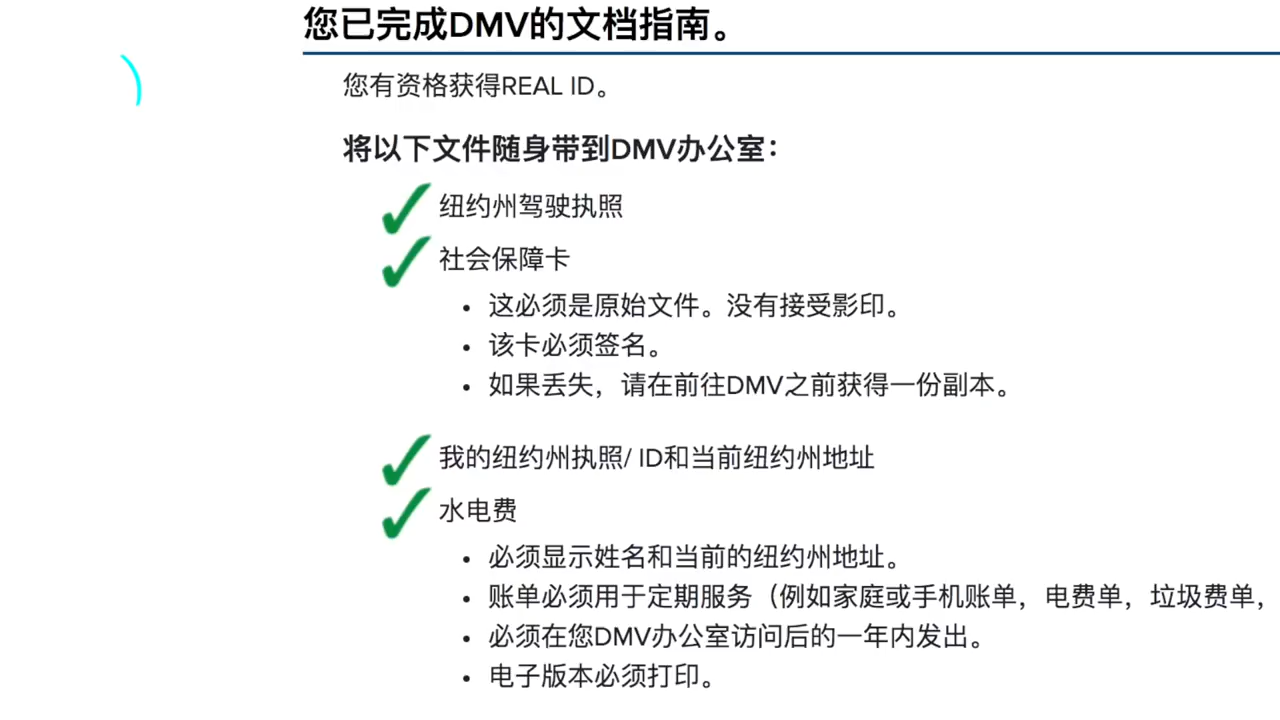 您已完成DMV的文档指南。
您有资格获得REAL ID。
将以下文件随身带到DMV办公室：
纽约州驾驶执照
社会保障卡
• 这必须是原始文件。没有接受影印。
• 该卡必须签名。
• 如果丢失，请在前往DMV之前获得一份副本。
我的纽约州执照/ ID和当前纽约州地址
水电费
• 必须显示姓名和当前的纽约州地址。
• 账单必须用于定期服务（例如家庭或手机账单，电费单，垃圾费单，
• 必须在您DMV办公室访问后的一年内发出。
• 电子版本必须打印。